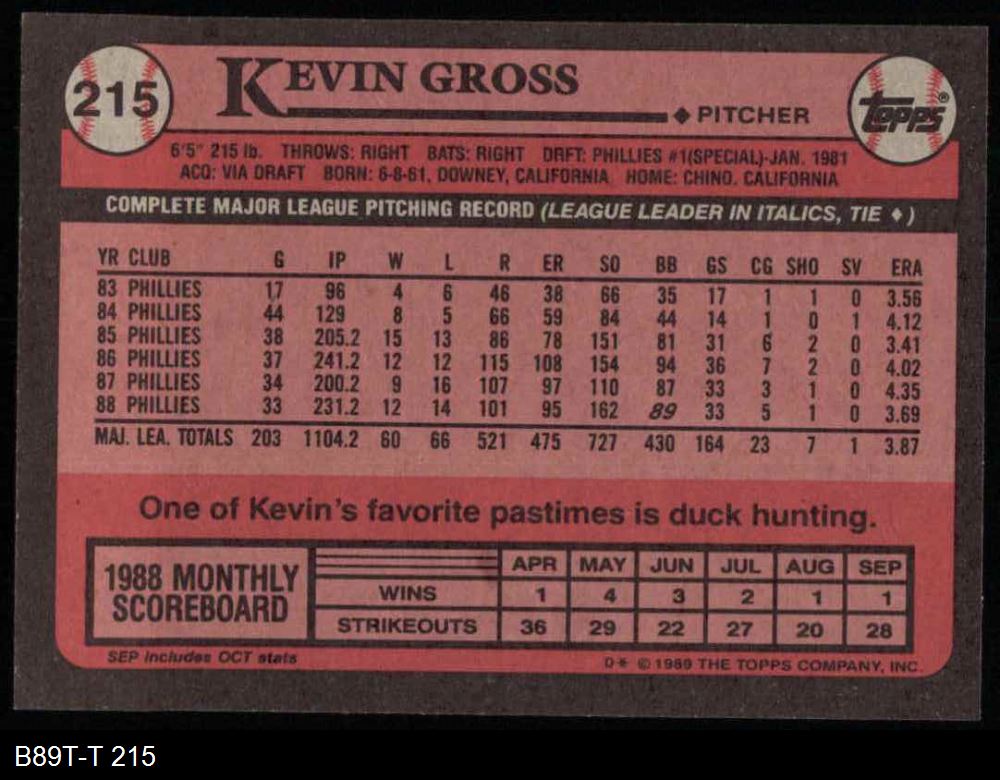 215
KEVIN GROSS
◆ PITCHER
topps®
6'5" 215 lb. THROWS: RIGHT BATS: RIGHT DRFT: PHILLIES #1(SPECIAL)-JAN. 1981
ACQ: VIA DRAFT BORN: 6-8-61, DOWNEY, CALIFORNIA HOME: CHINO, CALIFORNIA
COMPLETE MAJOR LEAGUE PITCHING RECORD (LEAGUE LEADER IN ITALICS, TIE ♦)
YR CLUB G IP W L R ER SO BB GS CG SHO SV ERA
83 PHILLIES 17 96 4 6 46 38 66 35 17 1 1 0 3.56
84 PHILLIES 44 129 8 5 66 59 84 44 14 1 0 1 4.12
85 PHILLIES 38 205.2 15 13 86 78 151 81 31 6 2 0 3.41
86 PHILLIES 37 241.2 12 12 115 108 154 94 36 7 2 0 4.02
87 PHILLIES 34 200.2 9 16 107 97 110 87 33 3 1 0 4.35
88 PHILLIES 33 231.2 12 14 101 95 162 89 33 5 1 0 3.69
MAJ. LEA. TOTALS 203 1104.2 60 66 521 475 727 430 164 23 7 1 3.87
One of Kevin's favorite pastimes is duck hunting.
1988 MONTHLY SCOREBOARD
APR MAY JUN JUL AUG SEP
WINS 1 4 3 2 1 1
STRIKEOUTS 36 29 22 27 20 28
SEP includes OCT stats
D* © 1989 THE TOPPS COMPANY, INC.
B89T-T 215